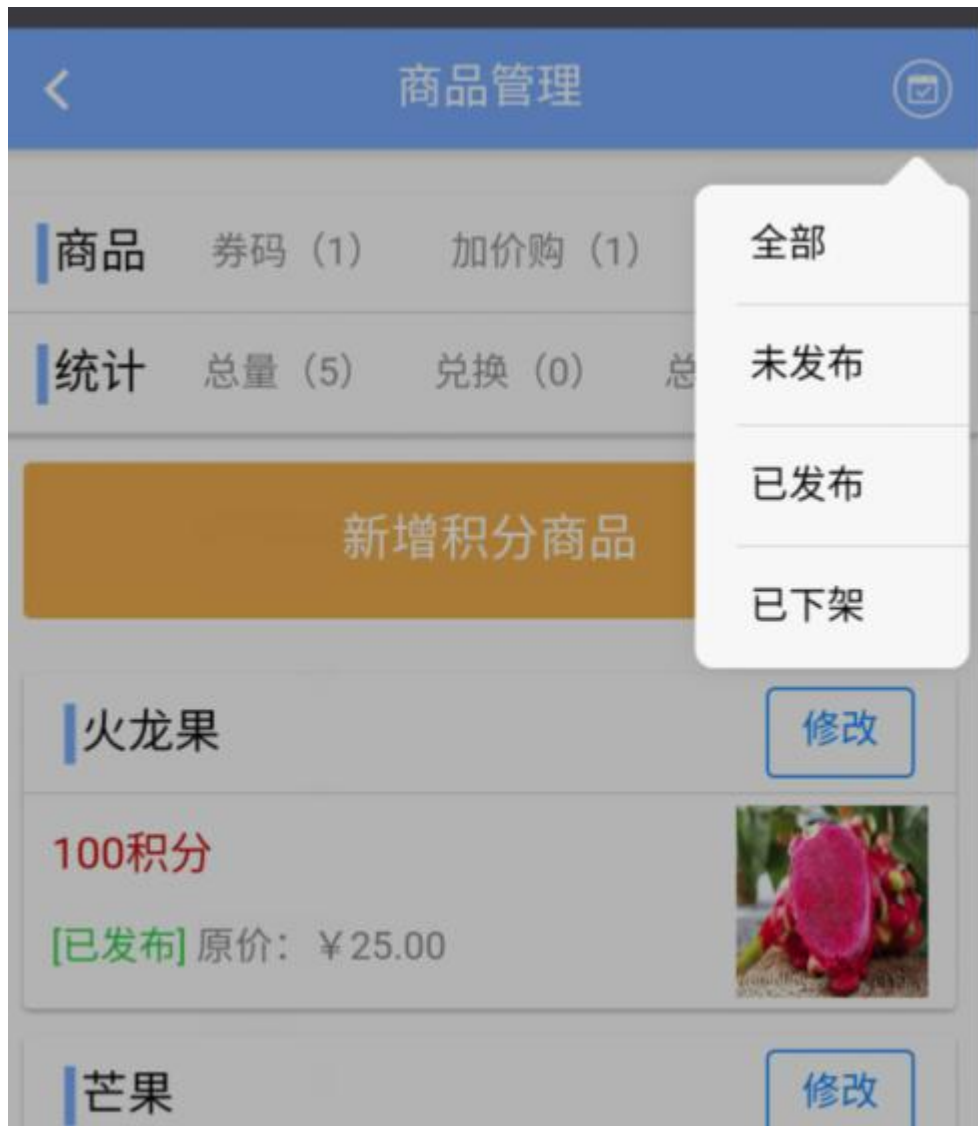 商品管理
商品 券码（1） 加价购（1）
统计 总量（5） 兑换（0） 总
全部
未发布
已发布
已下架
新增积分商品
火龙果 修改
100积分
[已发布] 原价：￥25.00
芒果 修改